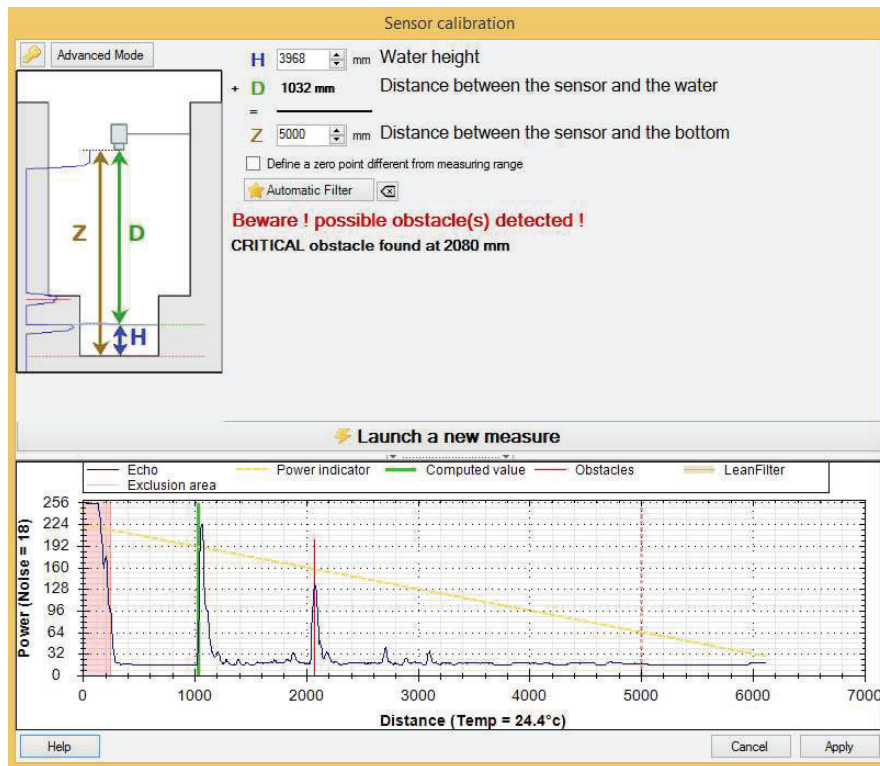 Sensor calibration
Advanced Mode
H 3968 mm Water height
+ D 1032 mm Distance between the sensor and the water
=
Z 5000 mm Distance between the sensor and the bottom
Define a zero point different from measuring range
Automatic Filter
Beware ! possible obstacle(s) detected !
CRITICAL obstacle found at 2080 mm
Z D
H
Launch a new measure
Echo Power indicator Computed value Obstacles LeanFilter
Exclusion area
256
224
192
160
128
96
64
32
0
Power (Noise = 18)
0 1000 2000 3000 4000 5000 6000 7000
Distance (Temp = 24.4°c)
Help Cancel Apply